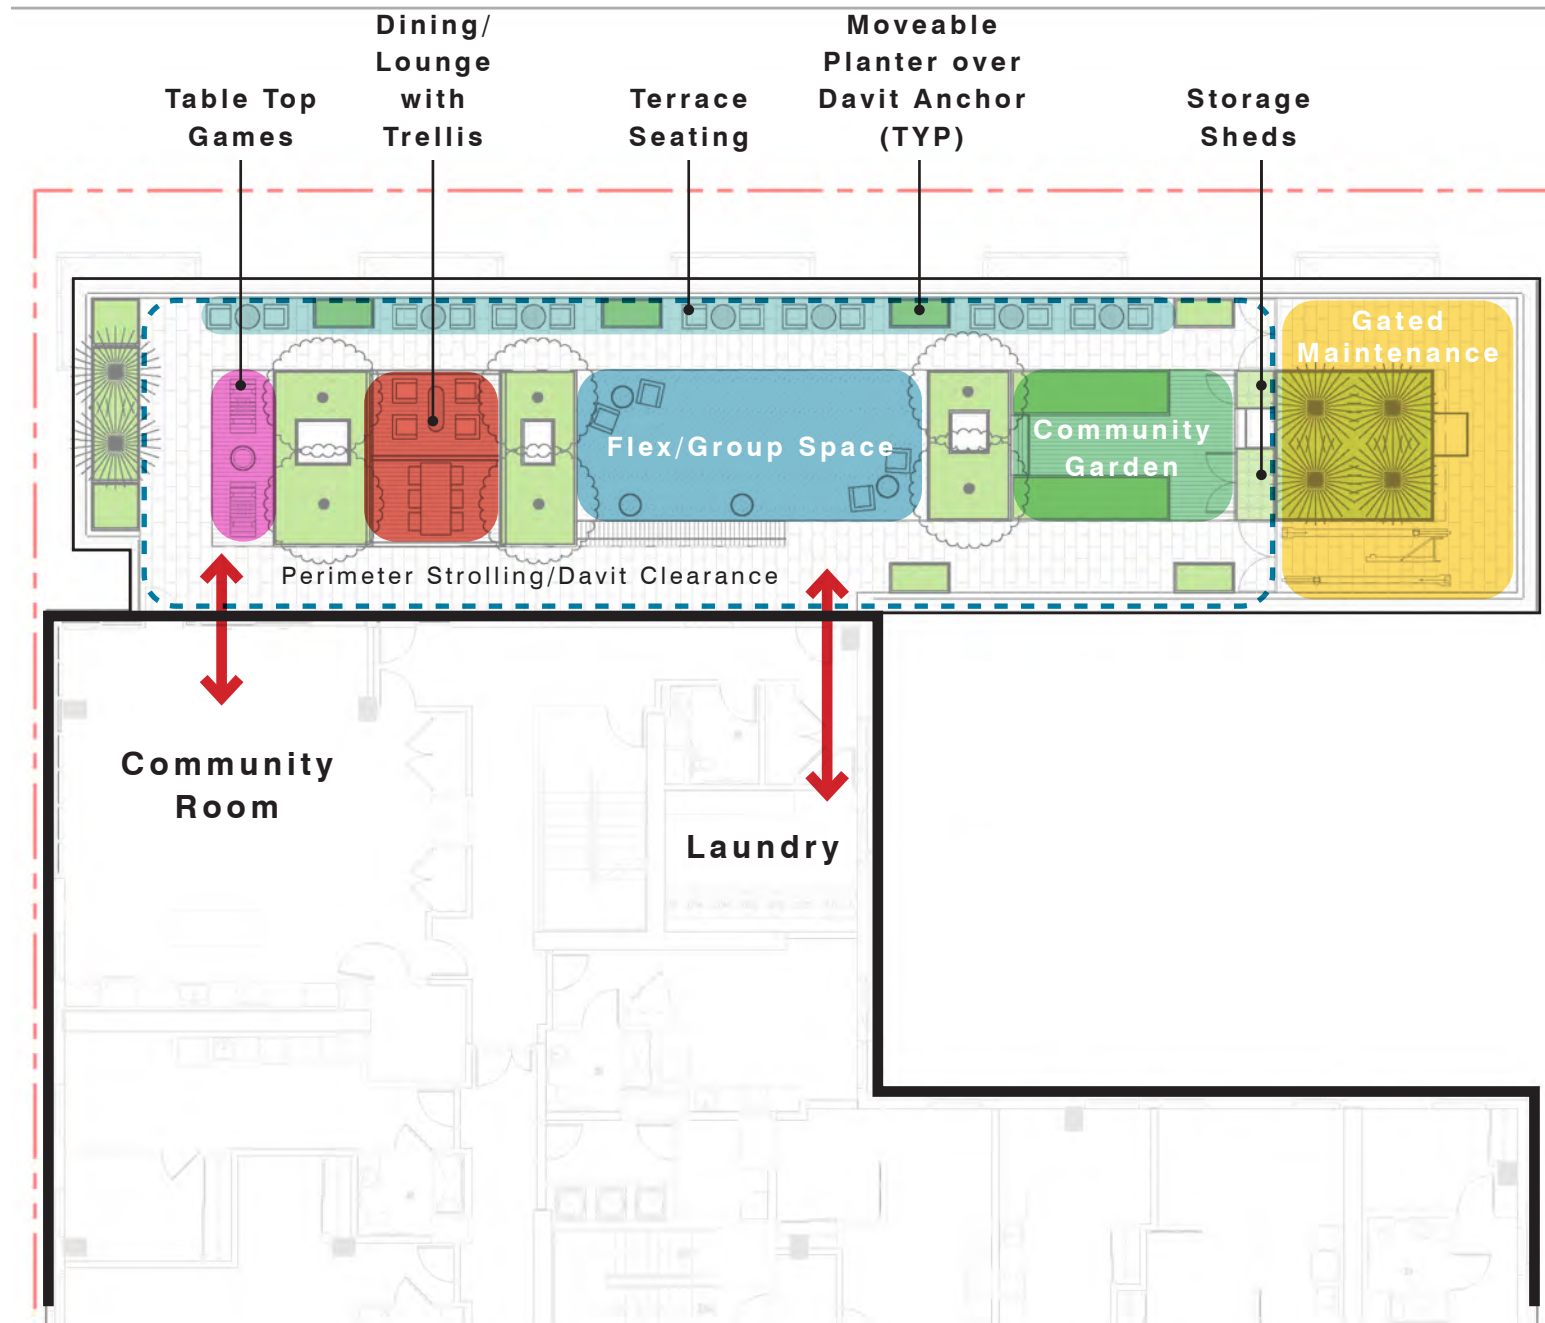 Table Top
Games
Dining/
Lounge
with
Trellis
Terrace
Seating
Moveable
Planter over
Davit Anchor
(TYP)
Storage
Sheds
Gated
Maintenance
Flex/Group Space
Community
Garden
Perimeter Strolling/Davit Clearance
Community
Room
Laundry